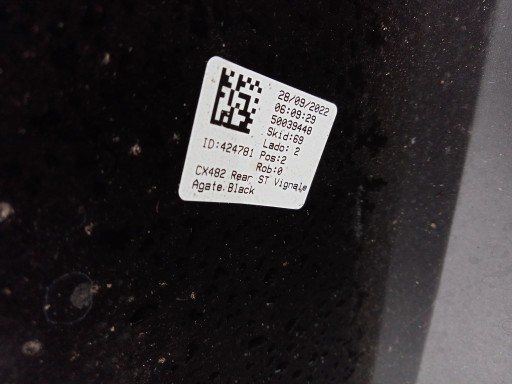 28/09/2022
06:09:29
50039448
Skid:69
Lado: 2
ID:424781 Pos:2
Rob:0
CX482 Rear ST Vignale
Agate Black